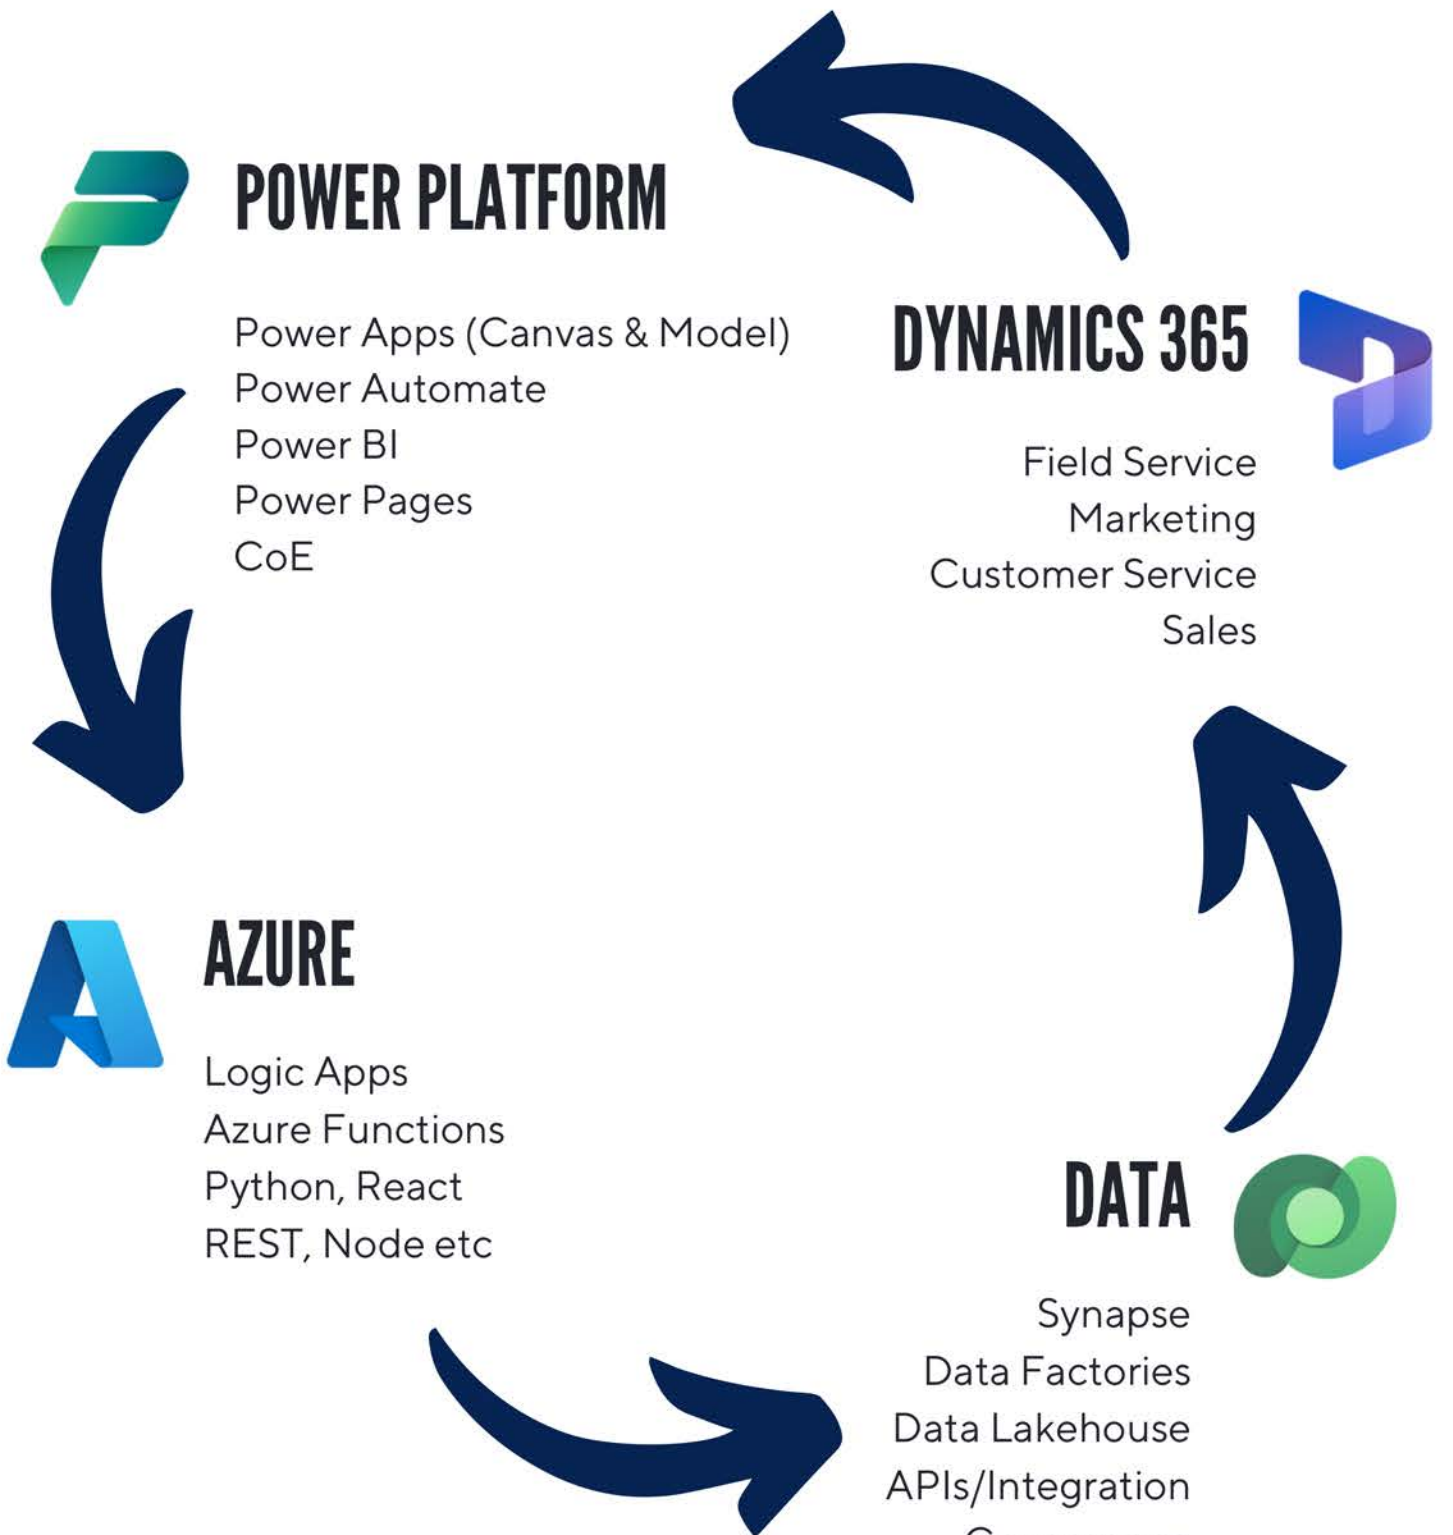 POWER PLATFORM
Power Apps (Canvas & Model)
Power Automate
Power BI
Power Pages
CoE
DYNAMICS 365
Field Service
Marketing
Customer Service
Sales
AZURE
Logic Apps
Azure Functions
Python, React
REST, Node etc
DATA
Synapse
Data Factories
Data Lakehouse
APIs/Integration